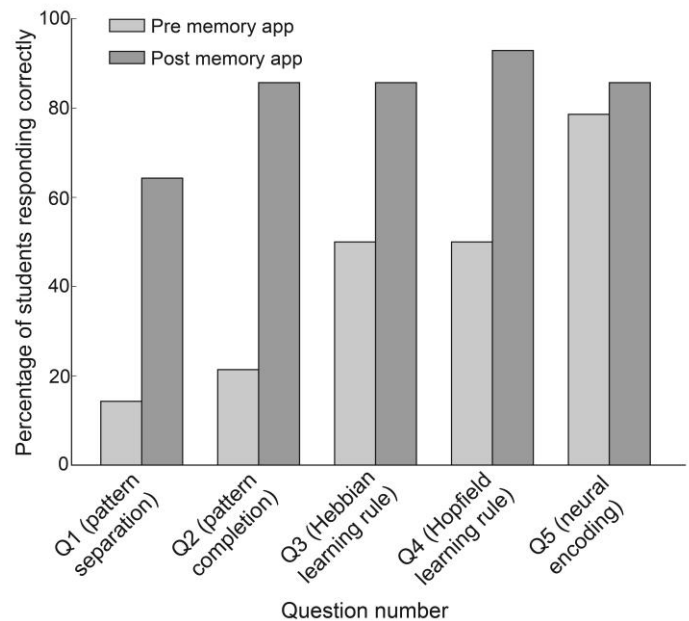 100
80
60
40
20
0
Percentage of students responding correctly
Pre memory app
Post memory app
Q1 (pattern
separation)
Q2 (pattern
completion)
Q3 (Hebbian
learning rule)
Q4 (Hopfield
learning rule)
Q5 (neural
encoding)
Question number